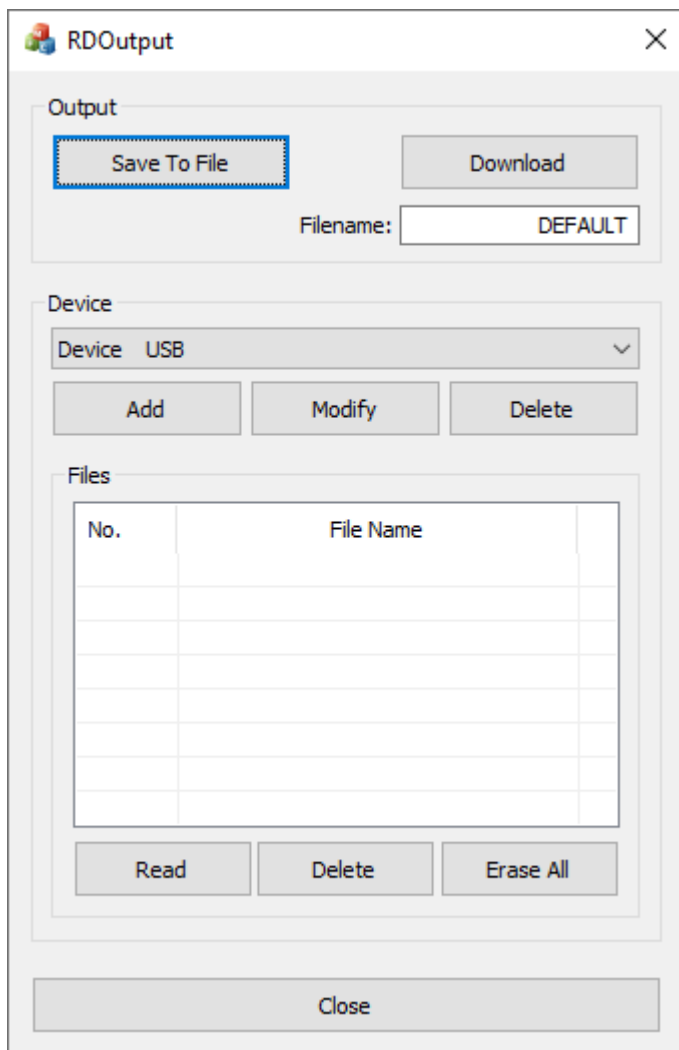 RDOutput
Output
Save To File Download
Filename: DEFAULT
Device
Device USB
Add Modify Delete
Files
No. File Name
Read Delete Erase All
Close